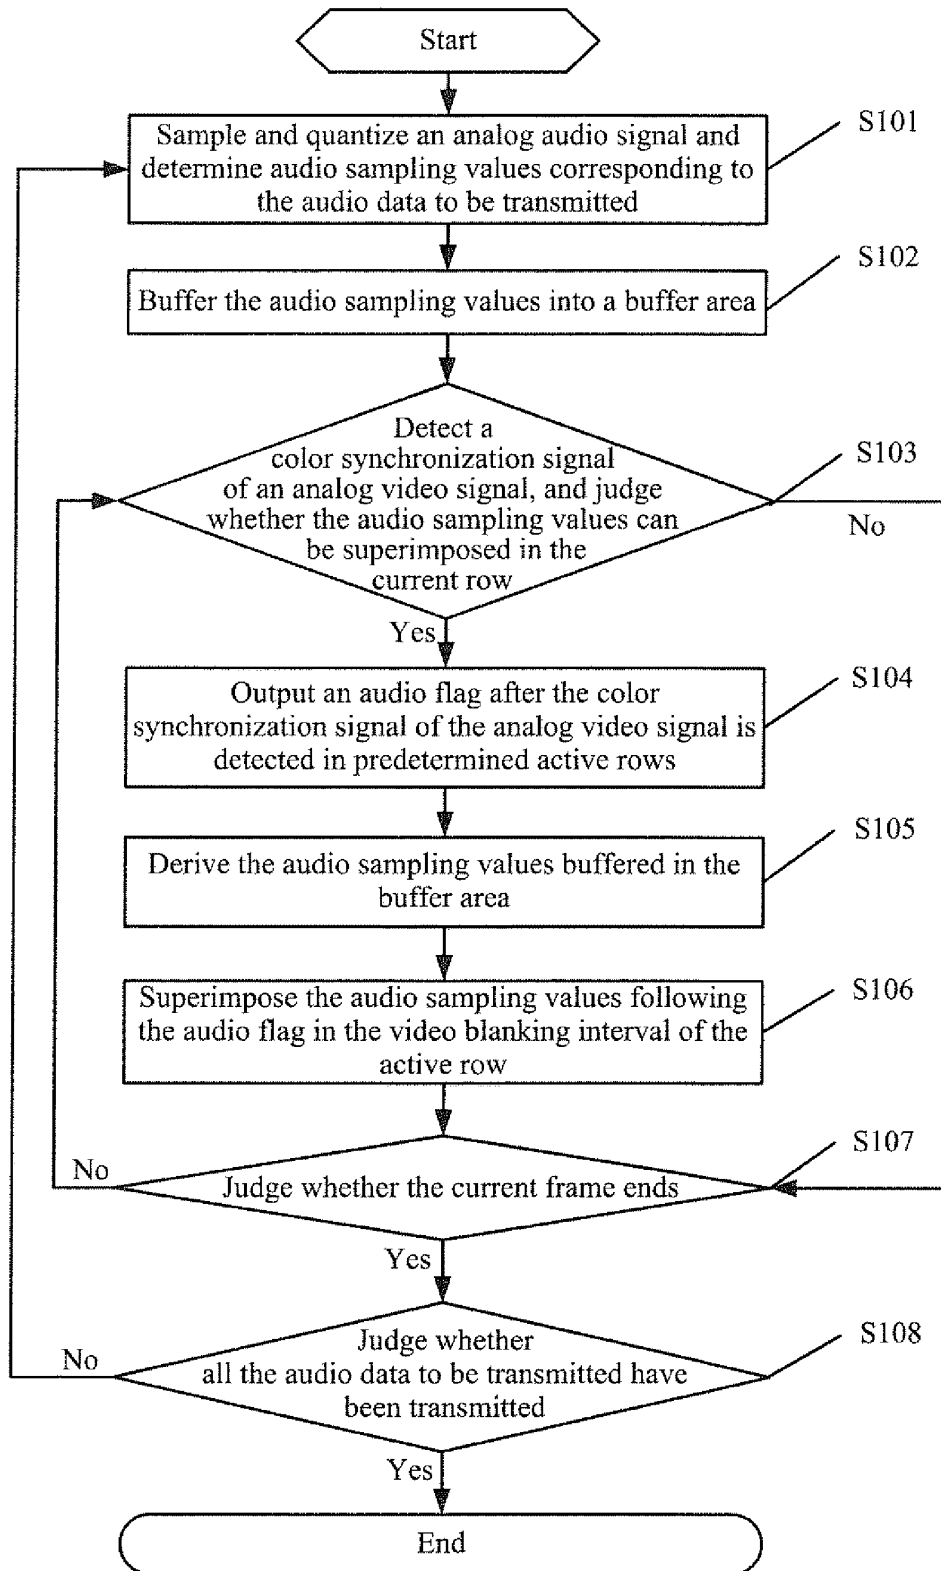 Start
Sample and quantize an analog audio signal and
determine audio sampling values corresponding to
the audio data to be transmitted
S101
Buffer the audio sampling values into a buffer area
S102
Detect a
color synchronization signal
of an analog video signal, and judge
whether the audio sampling values can
be superimposed in the
current row
S103
No
Yes
Output an audio flag after the color
synchronization signal of the analog video signal is
detected in predetermined active rows
S104
Derive the audio sampling values buffered in the
buffer area
S105
Superimpose the audio sampling values following
the audio flag in the video blanking interval of the
active row
S106
Judge whether the current frame ends
S107
No
Yes
Judge whether
all the audio data to be transmitted have
been transmitted
S108
No
Yes
End